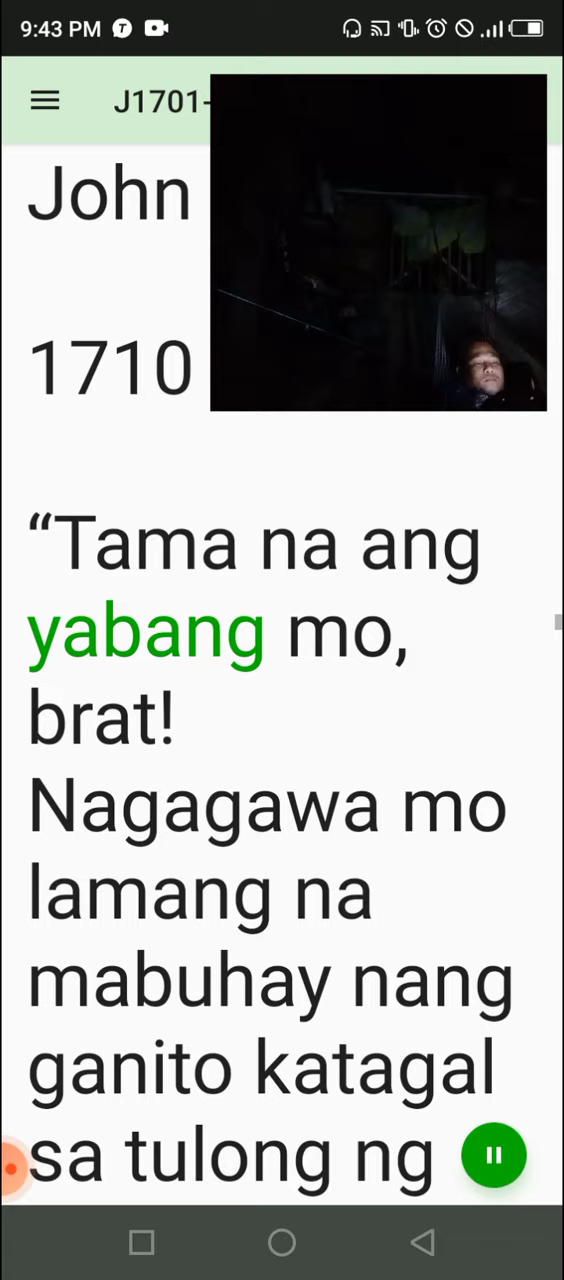 9:43 PM
J1701-
John
1710
“Tama na ang
yabang mo,
brat!
Nagagawa mo
lamang na
mabuhay nang
ganito katagal
sa tulong ng